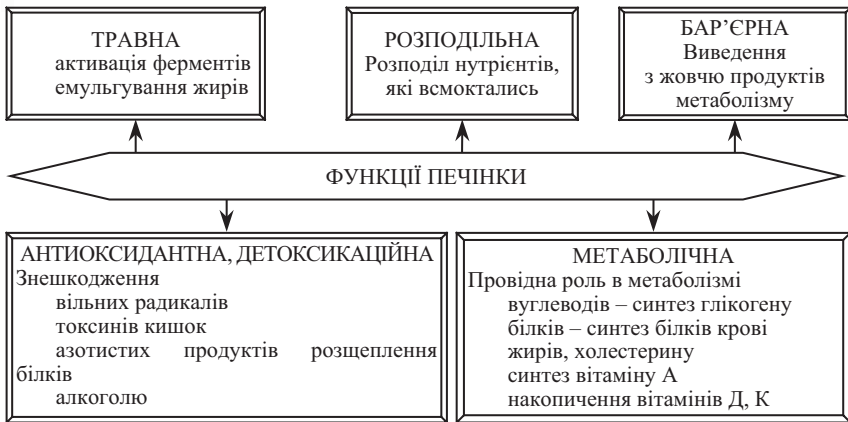 ТРАВНА
активація ферментів
емульгування жирів
РОЗПОДІЛЬНА
Розподіл нутрієнтів,
які всмоктались
БАР’ЄРНА
Виведення
з жовчю продуктів
метаболізму
ФУНКЦІЇ ПЕЧІНКИ
АНТИОКСИДАНТНА, ДЕТОКСИКАЦІЙНА
Знешкодження
вільних радикалів
токсинів кишок
азотистих продуктів розщеплення
білків
алкоголю
МЕТАБОЛІЧНА
Провідна роль в метаболізмі
вуглеводів – синтез глікогену
білків – синтез білків крові
жирів, холестерину
синтез вітаміну А
накопичення вітамінів Д, К